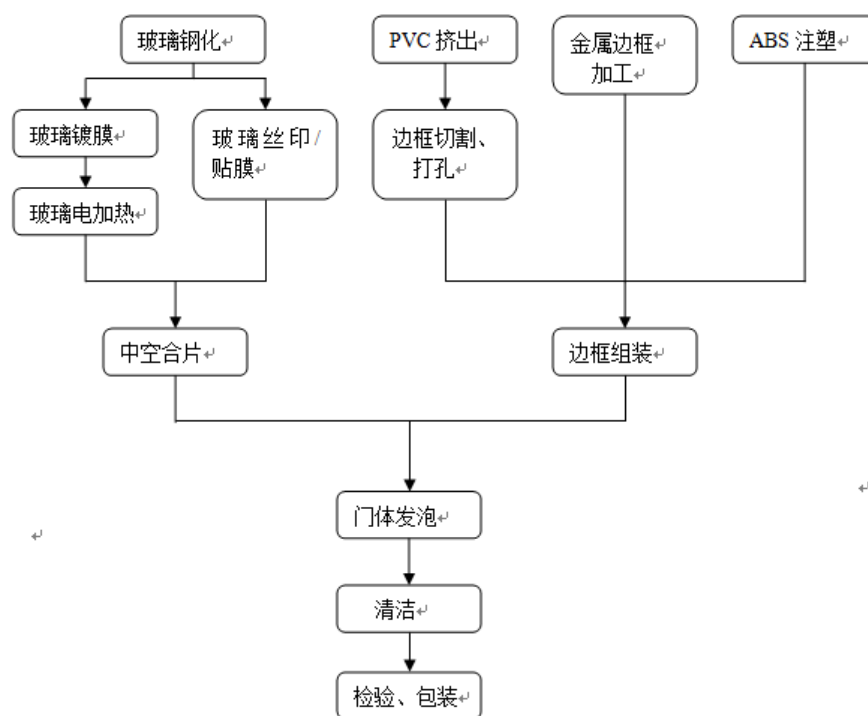 玻璃钢化
PVC 挤出
金属边框
加工
ABS 注塑
玻璃镀膜
玻璃丝印/
贴膜
边框切割、
打孔
玻璃电加热
中空合片
边框组装
门体发泡
清洁
检验、包装